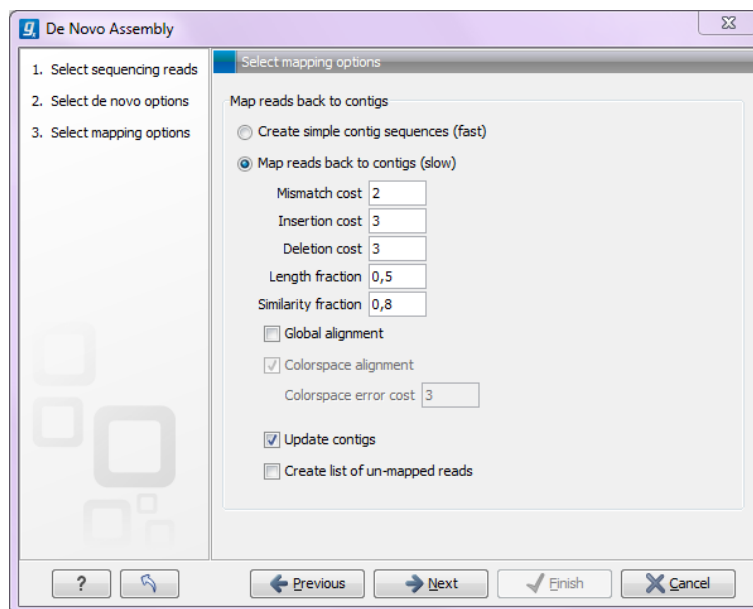 De Novo Assembly
1. Select sequencing reads
2. Select de novo options
3. Select mapping options
Select mapping options
Map reads back to contigs
Create simple contig sequences (fast)
Map reads back to contigs (slow)
Mismatch cost 2
Insertion cost 3
Deletion cost 3
Length fraction 0,5
Similarity fraction 0,8
Global alignment
Colorspace alignment
Colorspace error cost 3
Update contigs
Create list of un-mapped reads
? Previous Next Finish Cancel